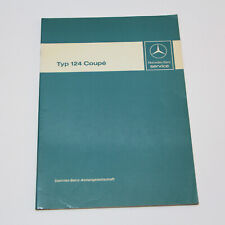 Typ 124 Coupé
Mercedes-Benz
service
Daimler-Benz Aktiengesellschaft